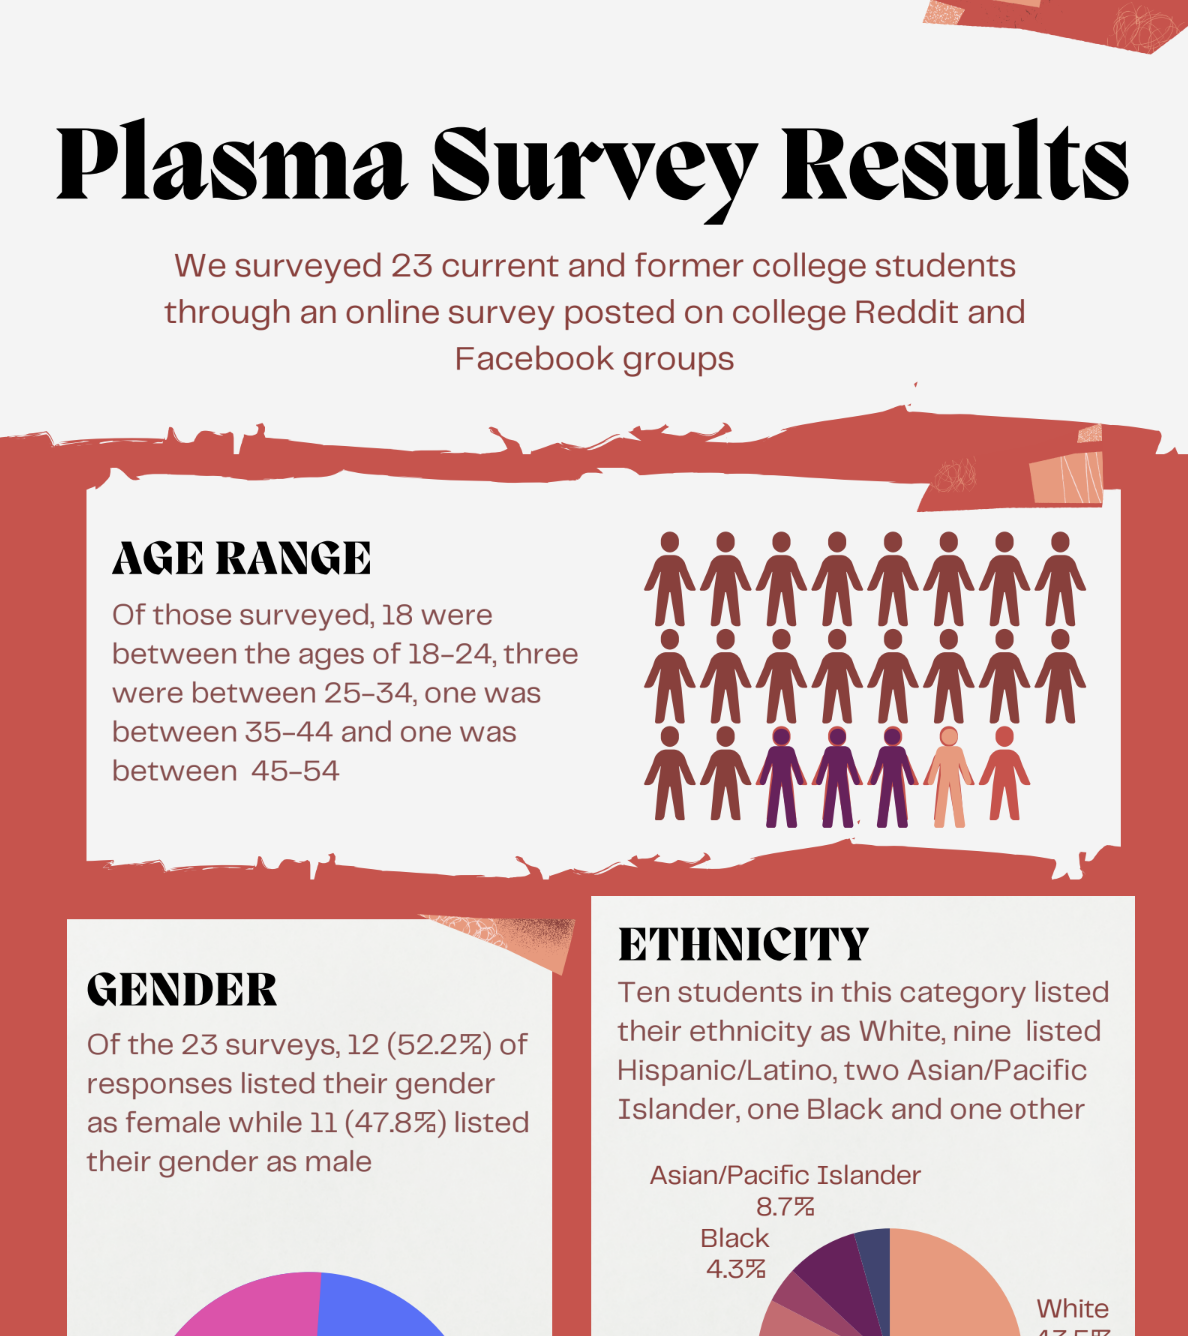 Plasma Survey Results
We surveyed 23 current and former college students
through an online survey posted on college Reddit and
Facebook groups
AGE RANGE
Of those surveyed, 18 were
between the ages of 18-24, three
were between 25-34, one was
between 35-44 and one was
between 45-54
GENDER
Of the 23 surveys, 12 (52.2%) of
responses listed their gender
as female while 11 (47.8%) listed
their gender as male
ETHNICITY
Ten students in this category listed
their ethnicity as White, nine listed
Hispanic/Latino, two Asian/Pacific
Islander, one Black and one other
Asian/Pacific Islander
8.7%
Black
4.3%
White
43.5%